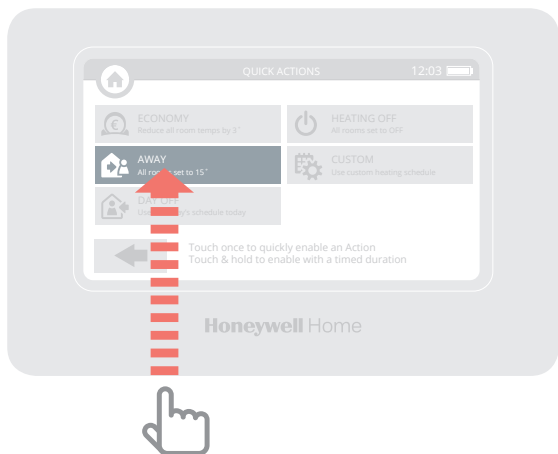 QUICK ACTIONS 12:03
ECONOMY
Reduce all room temps by 3˚
HEATING OFF
All rooms set to OFF
AWAY
All rooms set to 15˚
CUSTOM
Use custom heating schedule
DAY OFF
schedule today
Touch once to quickly enable an Action
Touch & hold to enable with a timed duration
Honeywell Home